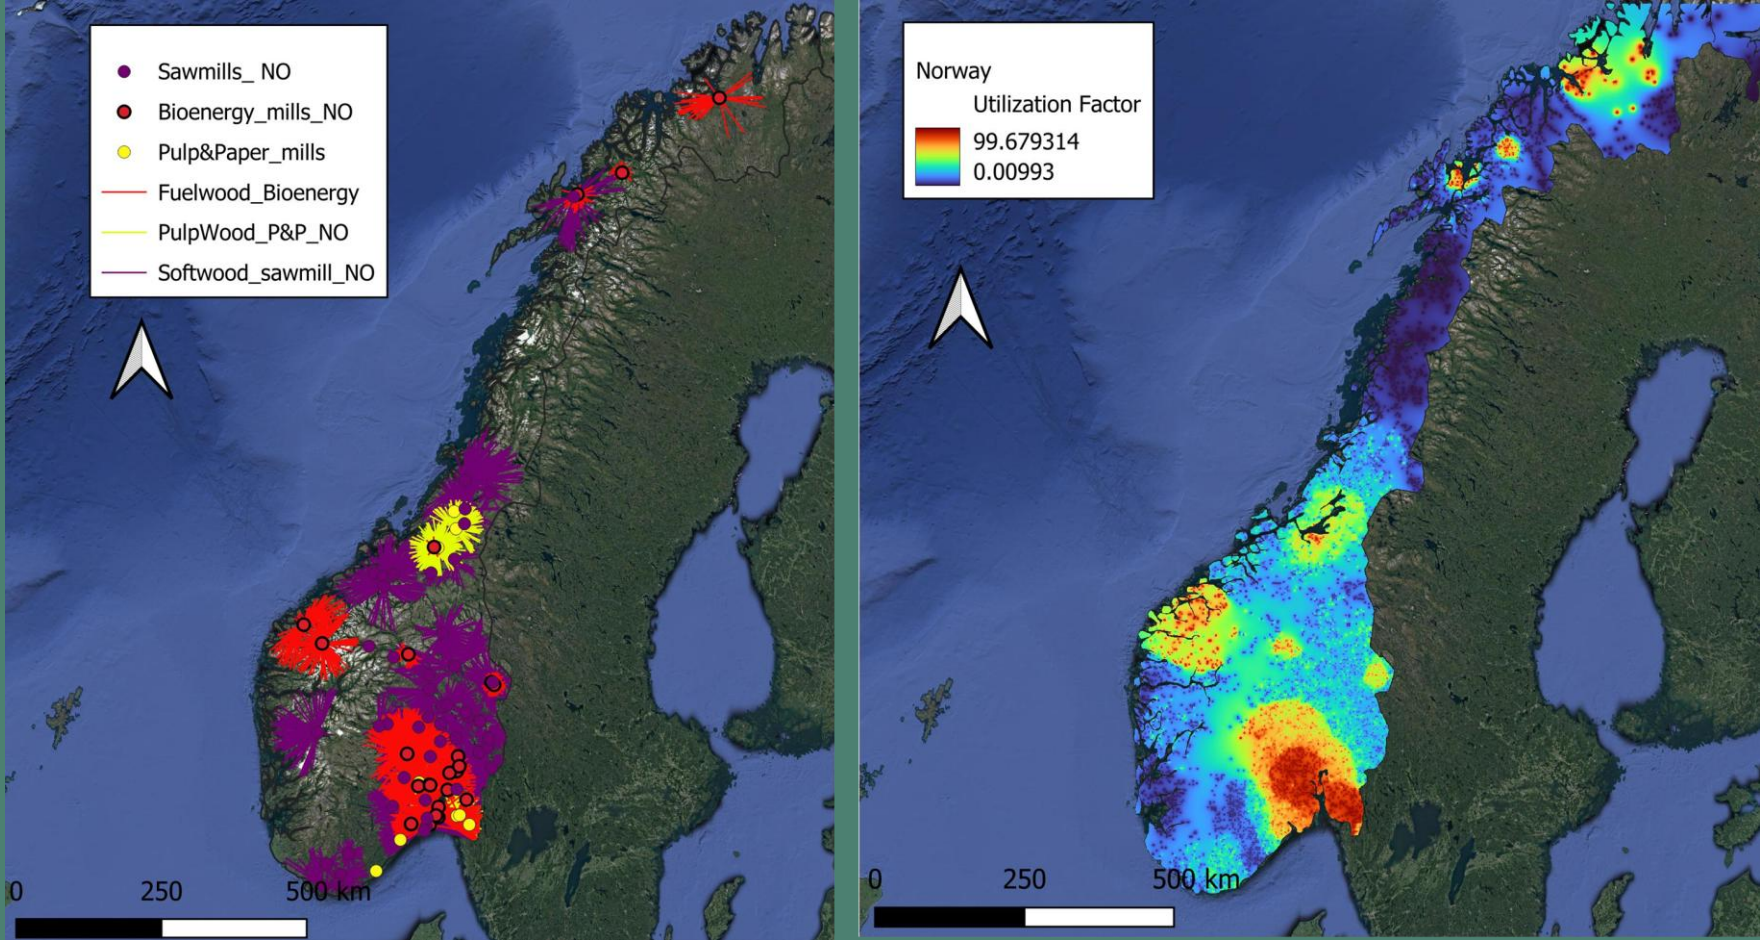 Sawmills_ NO
Bioenergy_mills_NO
Pulp&Paper_mills
Fuelwood_Bioenergy
PulpWood_P&P_NO
Softwood_sawmill_NO
0 250 500 km
Norway
Utilization Factor
99.679314
0.00993
0 250 500 km